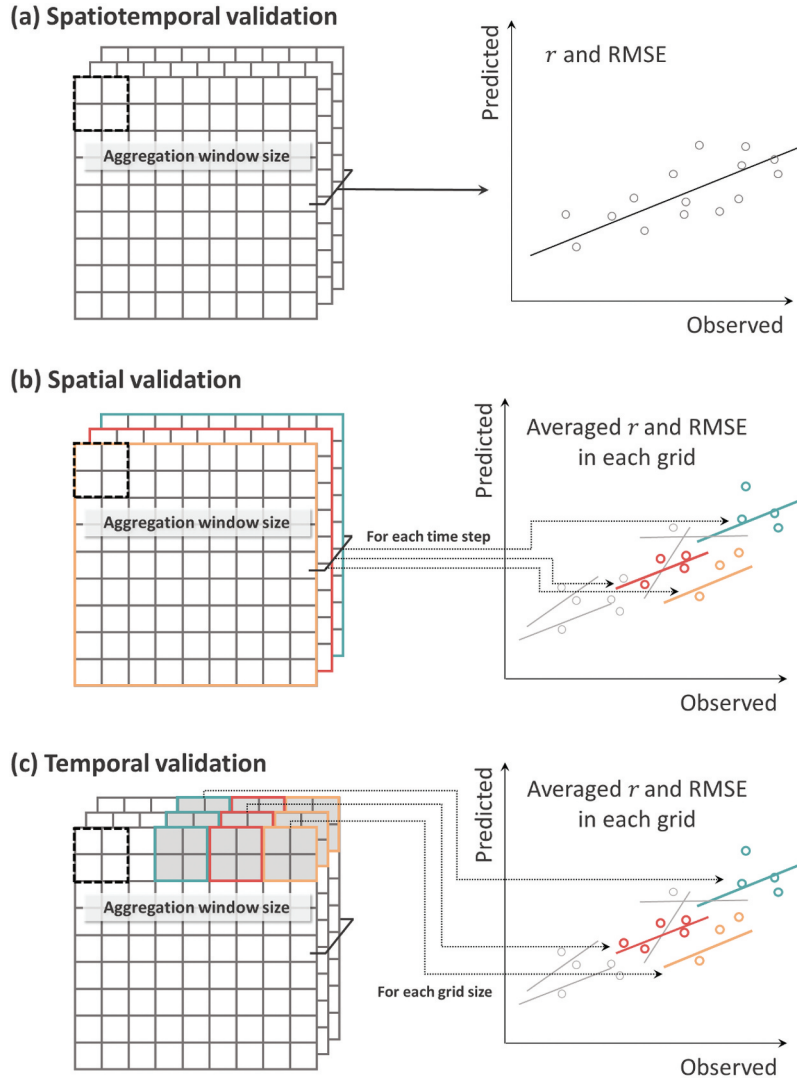 (a) Spatiotemporal validation
Aggregation window size
r and RMSE
Predicted
Observed
(b) Spatial validation
Aggregation window size
For each time step
Averaged r and RMSE
in each grid
Predicted
Observed
(c) Temporal validation
Aggregation window size
For each grid size
Averaged r and RMSE
in each grid
Predicted
Observed